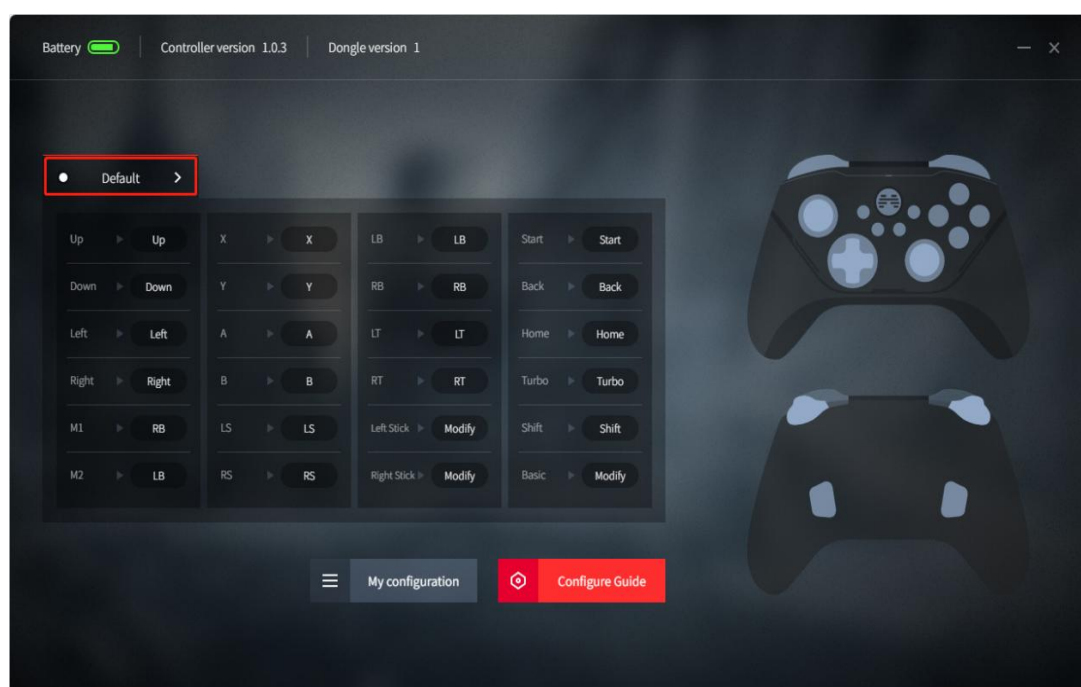 Battery Controller version 1.0.3 Dongle version 1
Default
Up Up X X LB LB Start Start
Down Down Y Y RB RB Back Back
Left Left A A LT LT Home Home
Right Right B B RT RT Turbo Turbo
M1 RB LS LS Left Stick Modify Shift Shift
M2 LB RS RS Right Stick Modify Basic Modify
My configuration Configure Guide